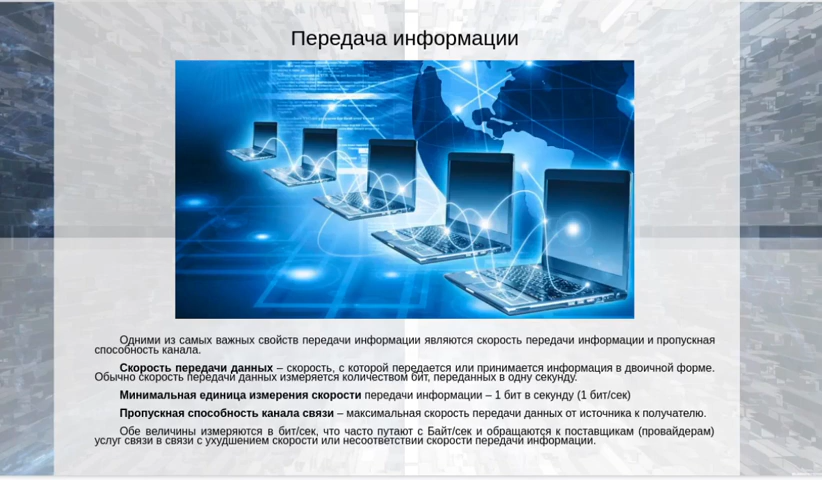 Передача информации
Одними из самых важных свойств передачи информации являются скорость передачи информации и пропускная
способность канала.
Скорость передачи данных – скорость, с которой передается или принимается информация в двоичной форме.
Обычно скорость передачи данных измеряется количеством бит, переданных в одну секунду.
Минимальная единица измерения скорости передачи информации – 1 бит в секунду (1 бит/сек)
Пропускная способность канала связи – максимальная скорость передачи данных от источника к получателю.
Обе величины измеряются в бит/сек, что часто путают с Байт/сек и обращаются к поставщикам (провайдерам)
услуг связи в связи с ухудшением скорости или несоответствии скорости передачи информации.